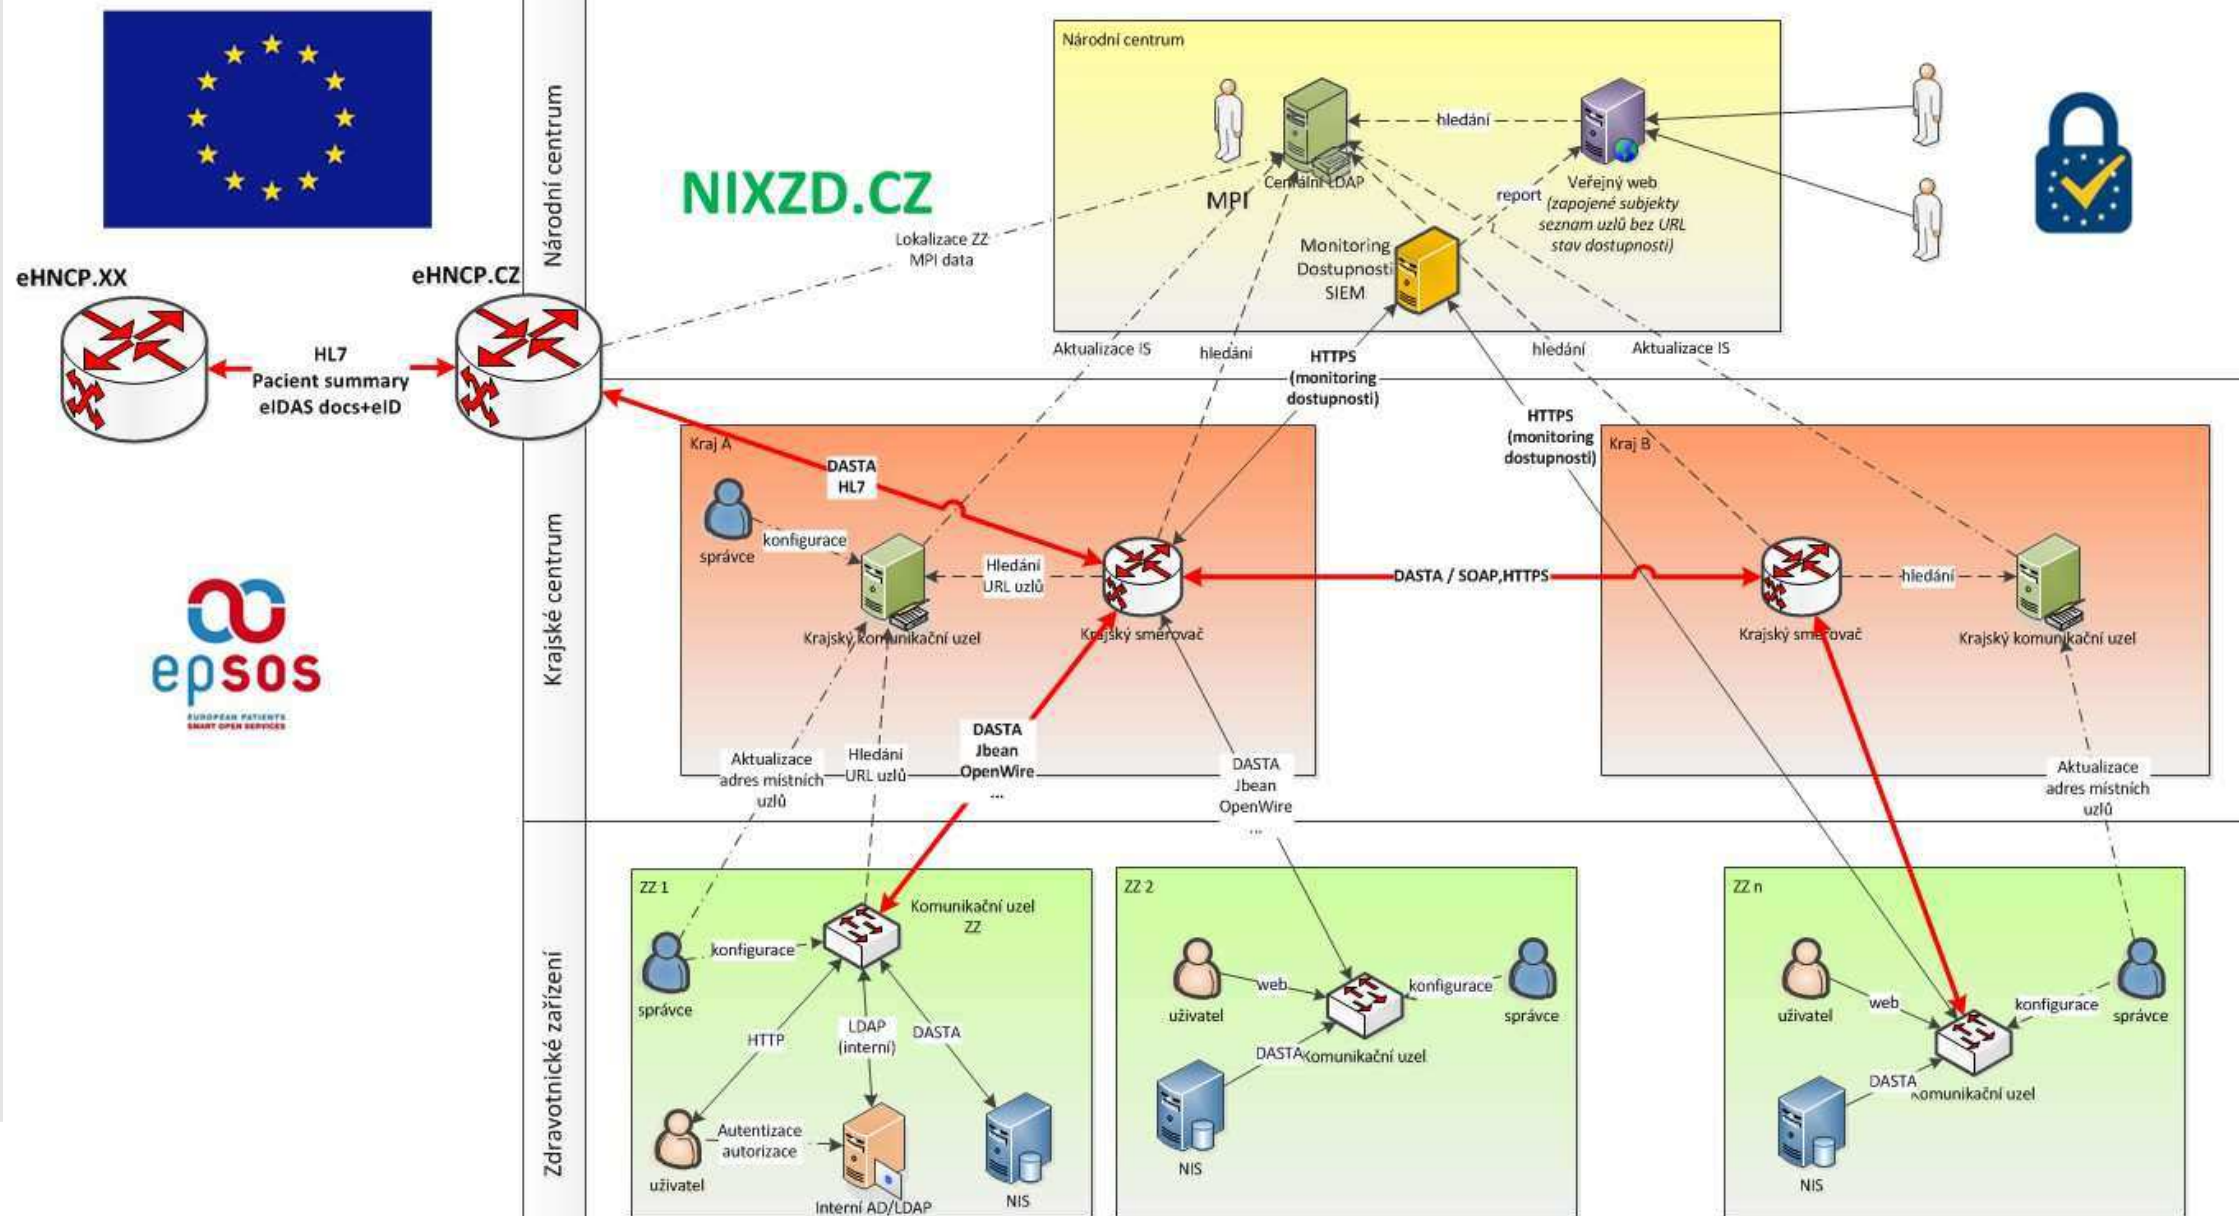 Národní centrum
Krajské centrum
Zdravotnické zařízení
eHNCP.XX
eHNCP.CZ
HL7
Pacient summary
eIDAS docs+eID
epsos
EUROPEAN PATIENTS
SMART OPEN SERVICES
NIXZD.CZ
Lokalizace ZZ
MPI data
Národní centrum
MPI
Centrální LDAP
hledání
report
Veřejný web
(zapojené subjekty
seznam uzlů bez URL
stav dostupnosti)
Monitoring
Dostupnosti
SIEM
Aktualizace IS
hledání
HTTPS
(monitoring
dostupnosti)
hledání
Aktualizace IS
HTTPS
(monitoring
dostupnosti)
Kraj A
DASTA
HL7
správce
konfigurace
Hledání
URL uzlů
Krajský komunikační uzel
Krajský směrovač
DASTA / SOAP,HTTPS
Kraj B
hledání
Krajský směrovač
Krajský komunikační uzel
Aktualizace
adres místních
uzlů
Hledání
URL uzlů
DASTA
Jbean
OpenWire
...
DASTA
Jbean
OpenWire
...
Aktualizace
adres místních
uzlů
ZZ 1
Komunikační uzel
ZZ
konfigurace
správce
HTTP
LDAP
(interní)
DASTA
Autentizace
autorizace
uživatel
Interní AD/LDAP
NIS
ZZ 2
web
konfigurace
uživatel
správce
DASTA
Komunikační uzel
NIS
ZZ n
web
konfigurace
uživatel
správce
DASTA
Komunikační uzel
NIS